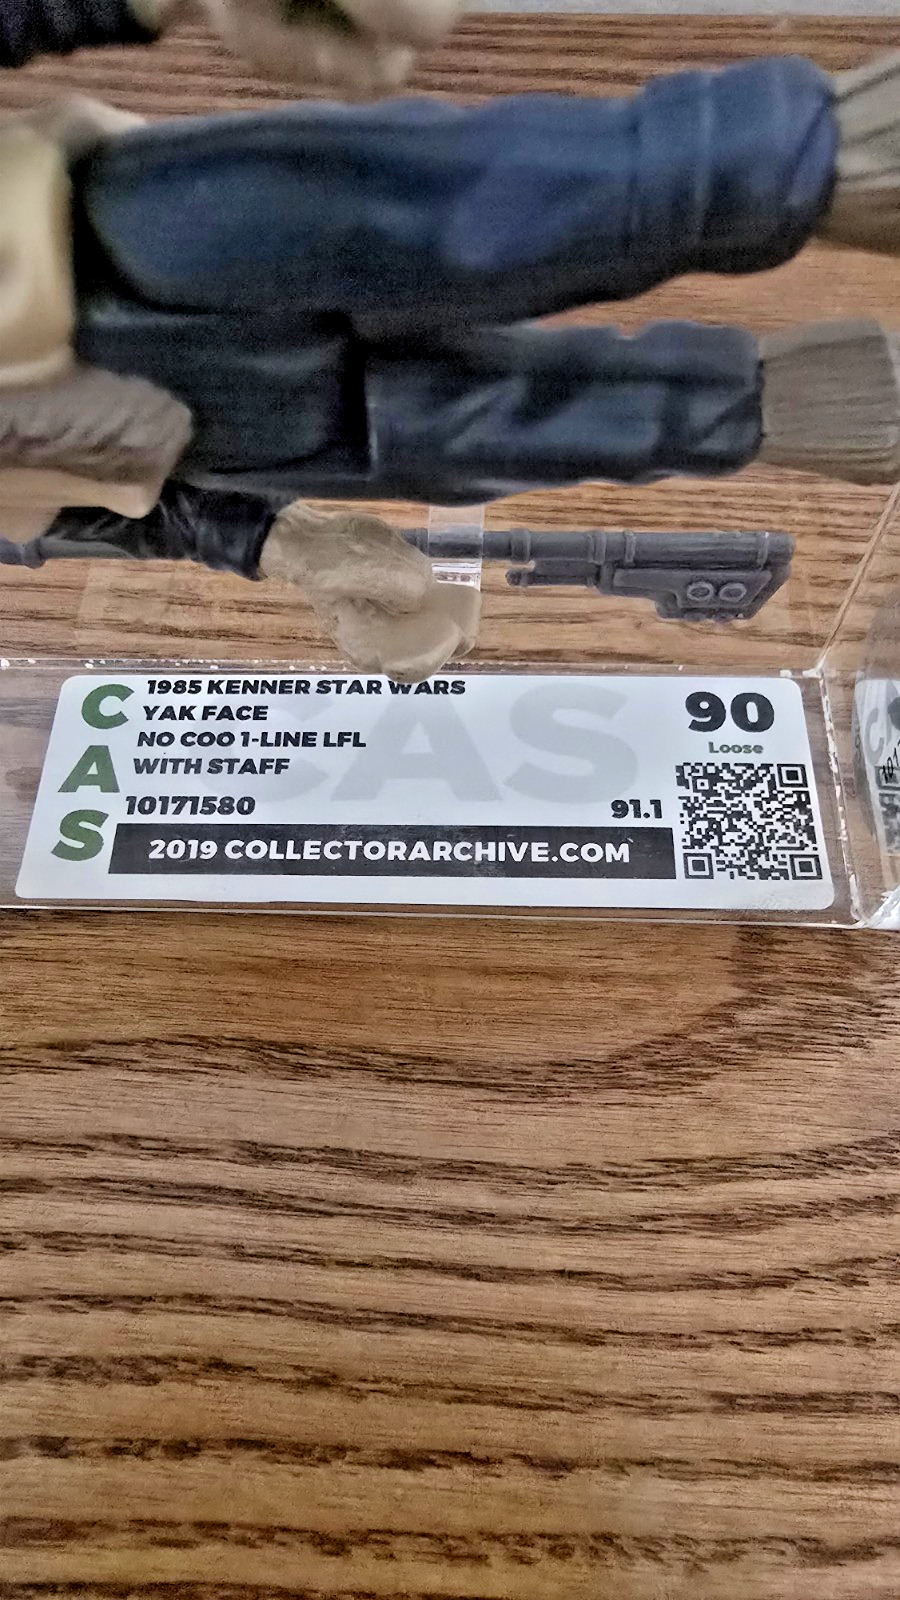 CAS
1985 KENNER STAR WARS
YAK FACE
NO COO 1-LINE LFL
WITH STAFF
10171580
91.1
2019 COLLECTORARCHIVE.COM
90
Loose
CAS